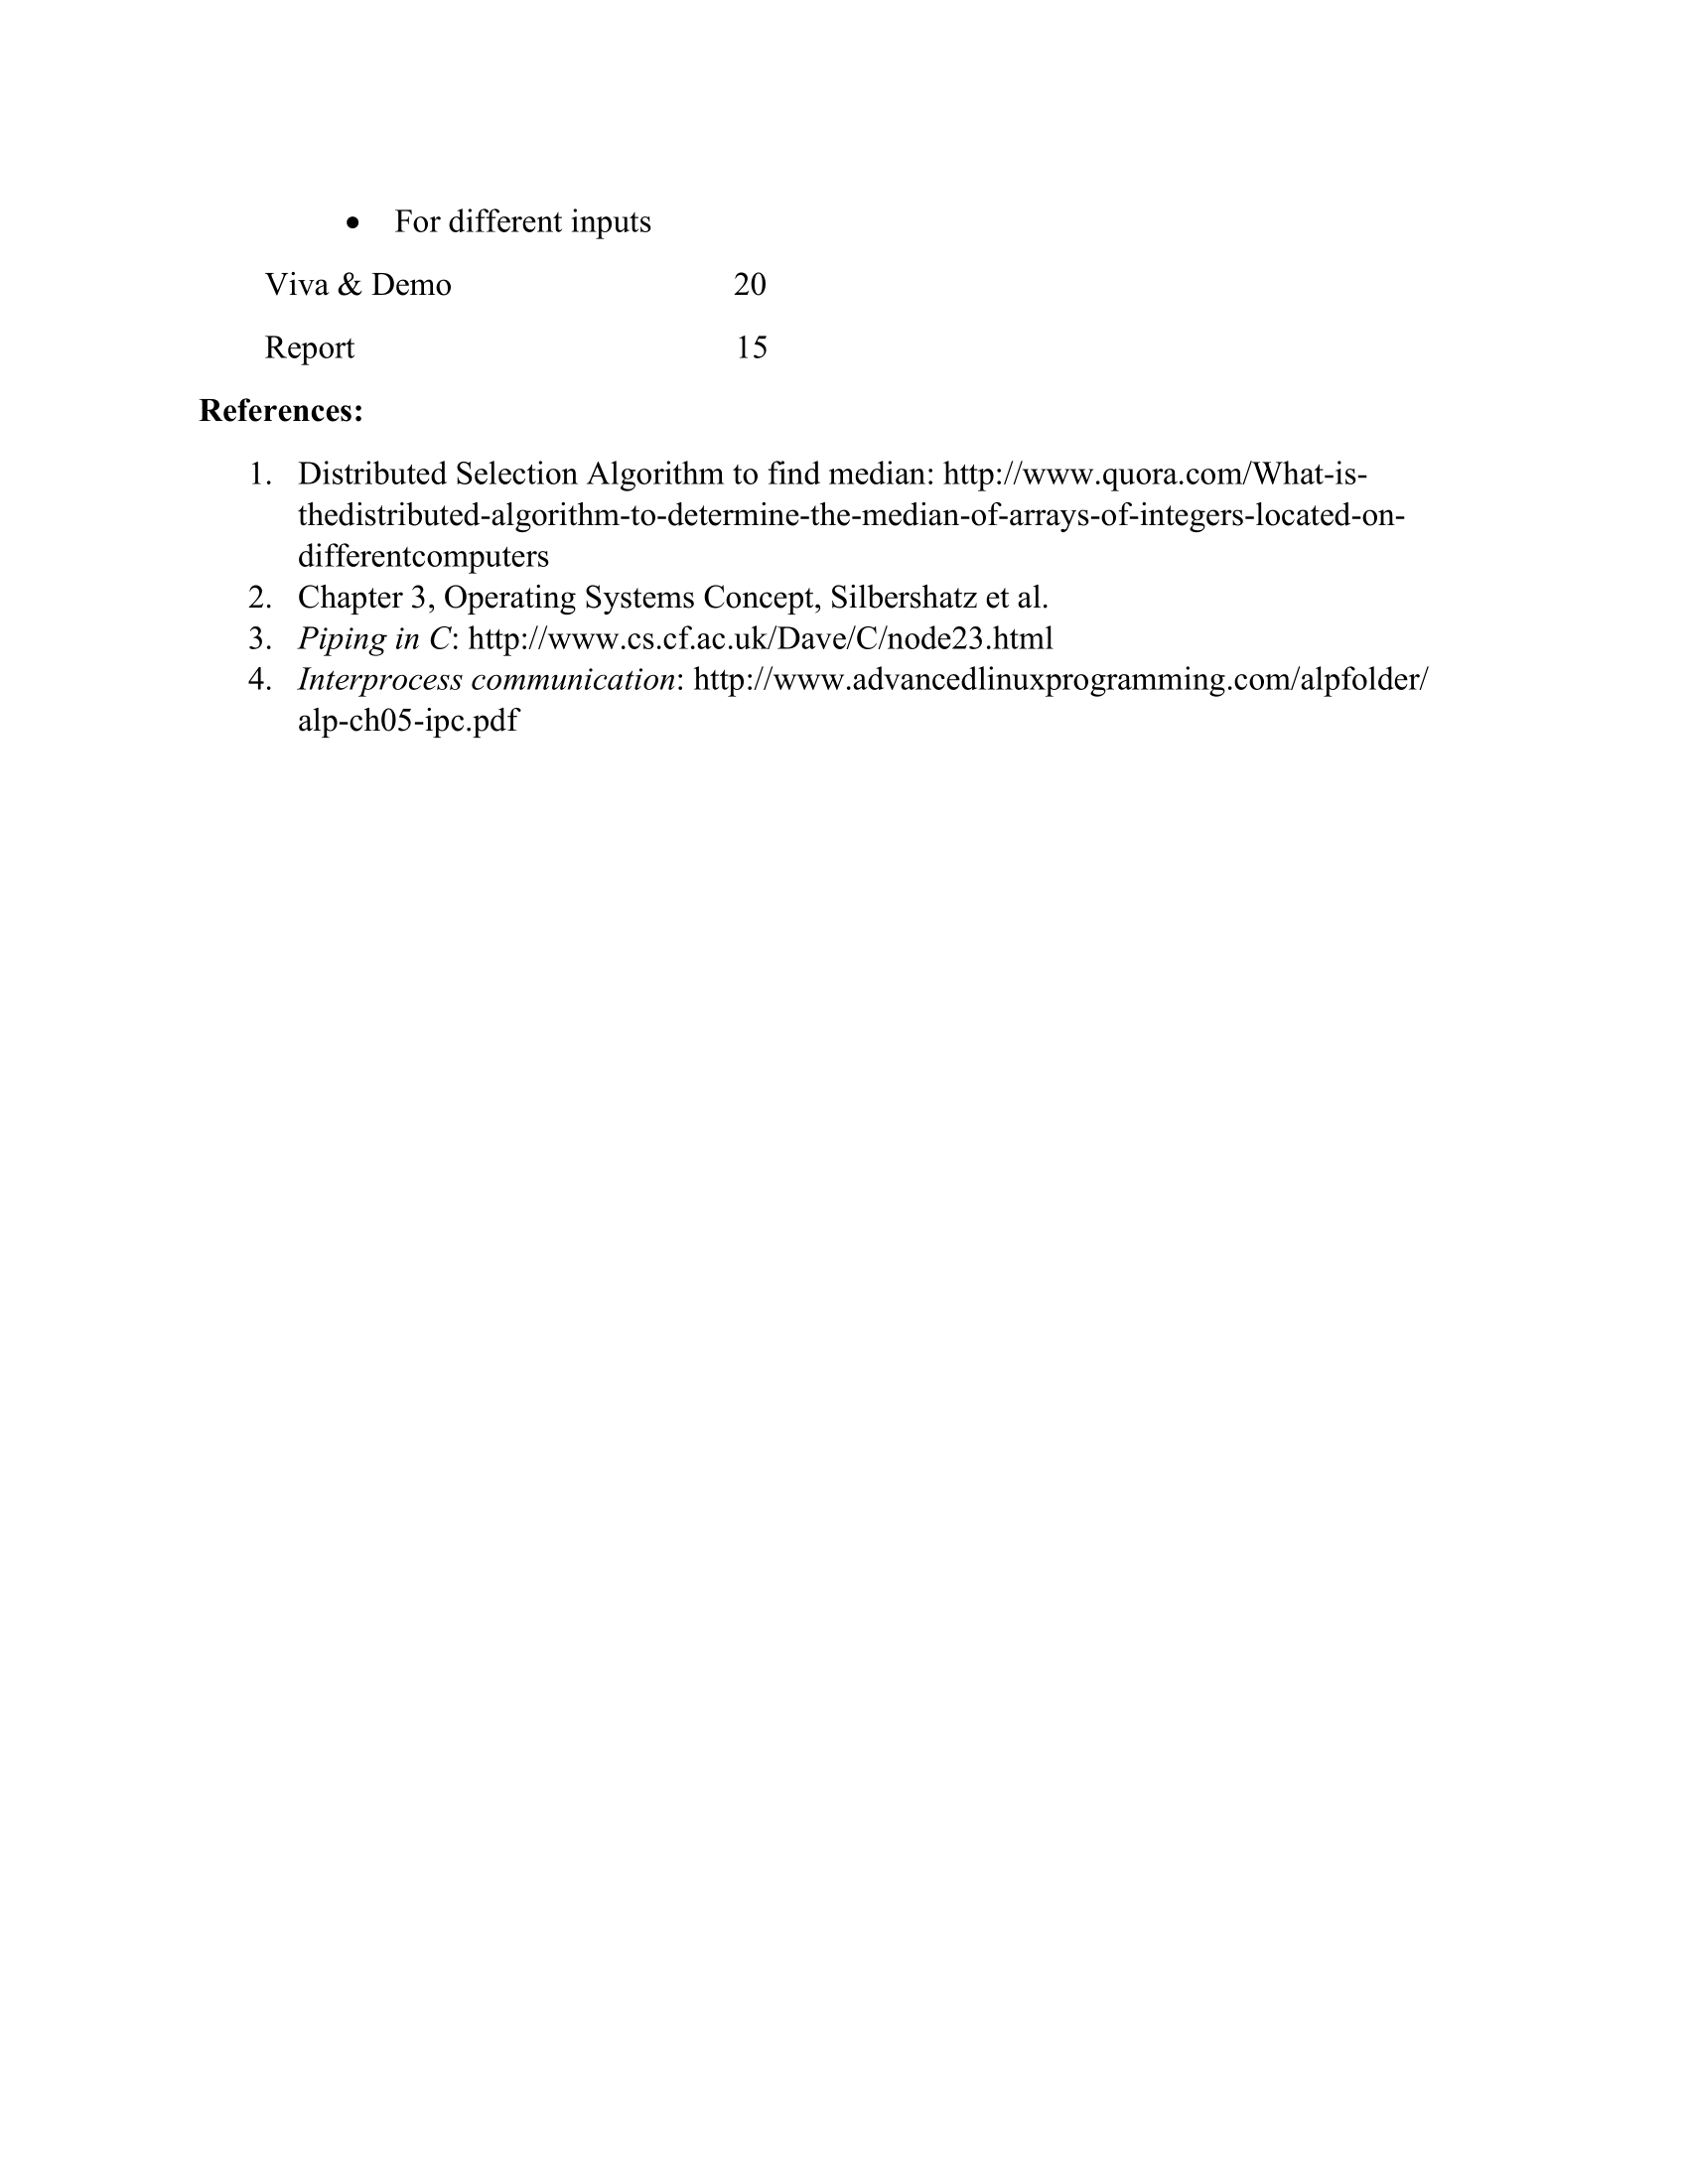 • For different inputs
Viva & Demo 20
Report 15
References:
1. Distributed Selection Algorithm to find median: http://www.quora.com/What-is-
thedistributed-algorithm-to-determine-the-median-of-arrays-of-integers-located-on-
differentcomputers
2. Chapter 3, Operating Systems Concept, Silbershatz et al.
3. Piping in C: http://www.cs.cf.ac.uk/Dave/C/node23.html
4. Interprocess communication: http://www.advancedlinuxprogramming.com/alpfolder/
alp-ch05-ipc.pdf